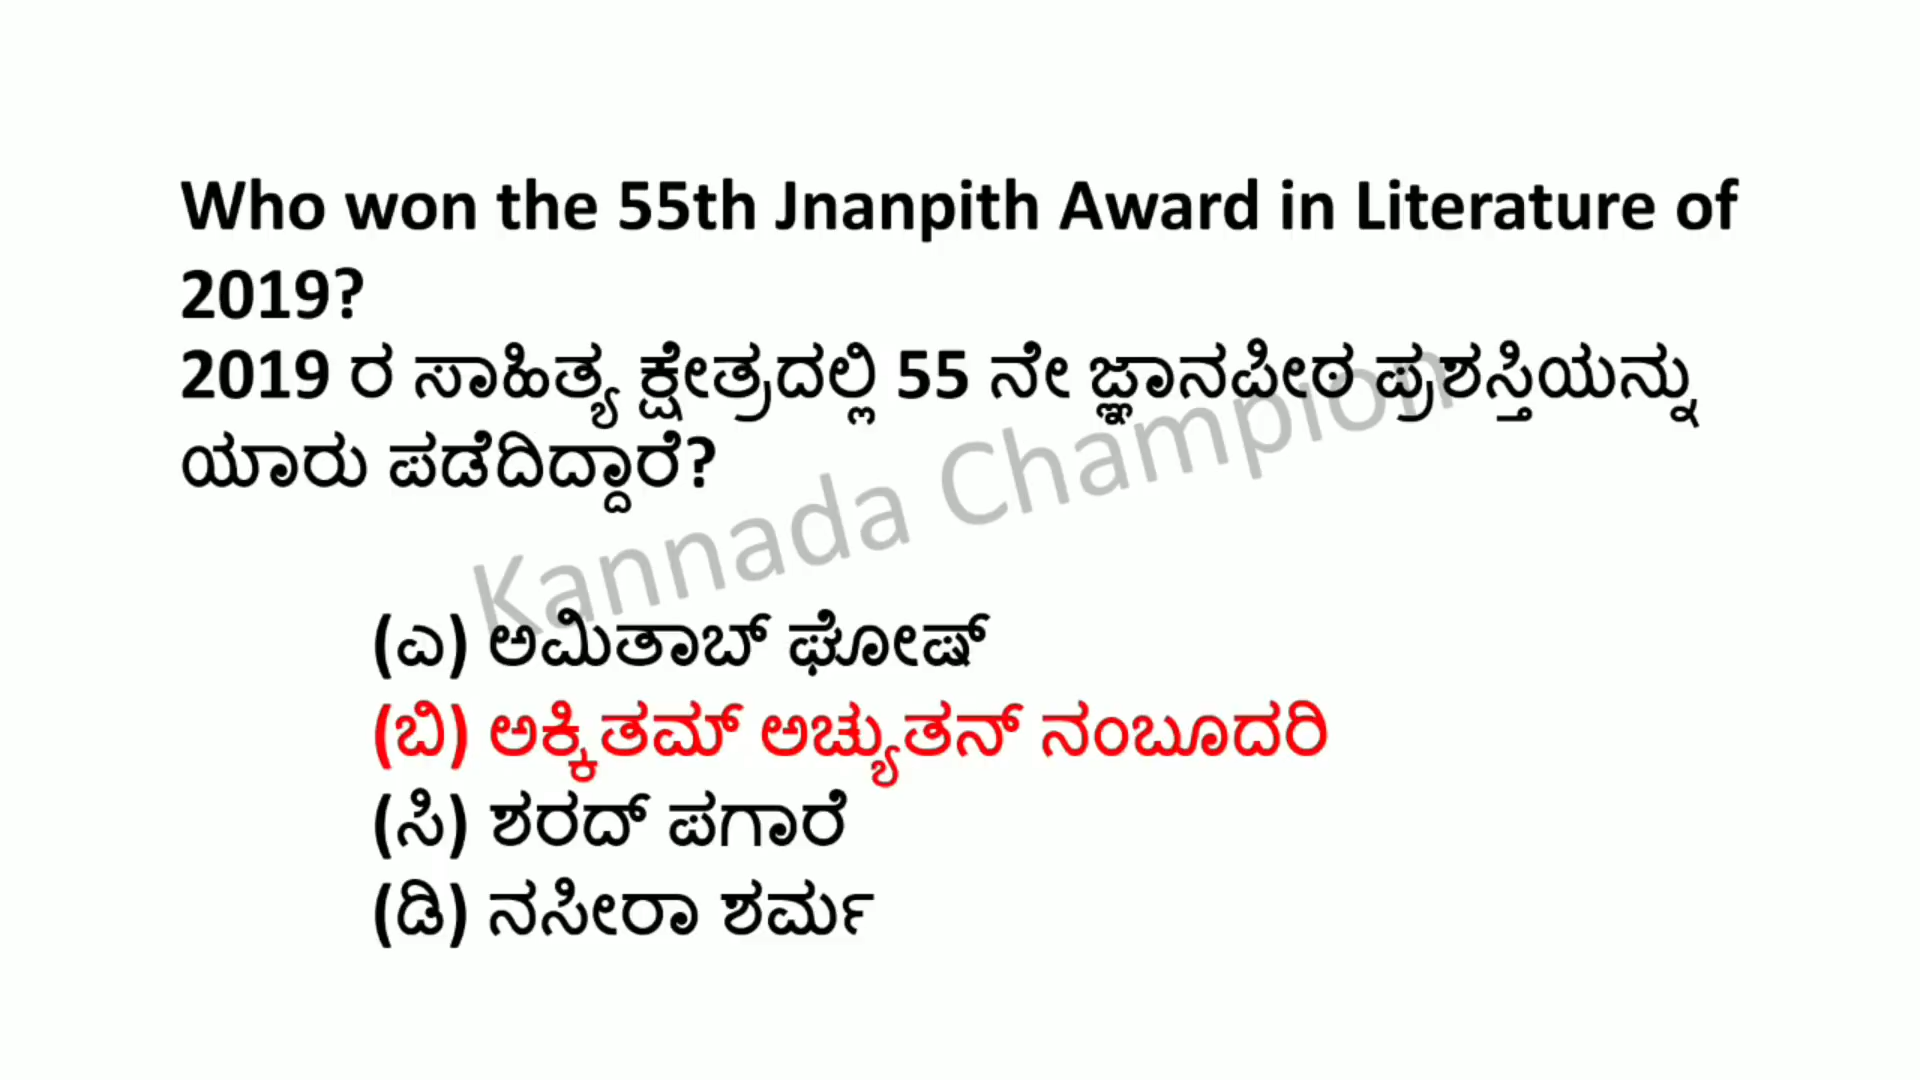 Who won the 55th Jnanpith Award in Literature of
2019?
2019 ರ ಸಾಹಿತ್ಯ ಕ್ಷೇತ್ರದಲ್ಲಿ 55 ನೇ ಜ್ಞಾನಪೀಠ ಪ್ರಶಸ್ತಿಯನ್ನು
ಯಾರು ಪಡೆದಿದ್ದಾರೆ?
Kannada Champion
(ಎ) ಅಮಿತಾಬ್ ಘೋಷ್
(ಬಿ) ಅಕ್ಕಿತಮ್ ಅಚ್ಯುತನ್ ನಂಬೂದರಿ
(ಸಿ) ಶರದ್ ಪಗಾರೆ
(ಡಿ) ನಸೀರಾ ಶರ್ಮ